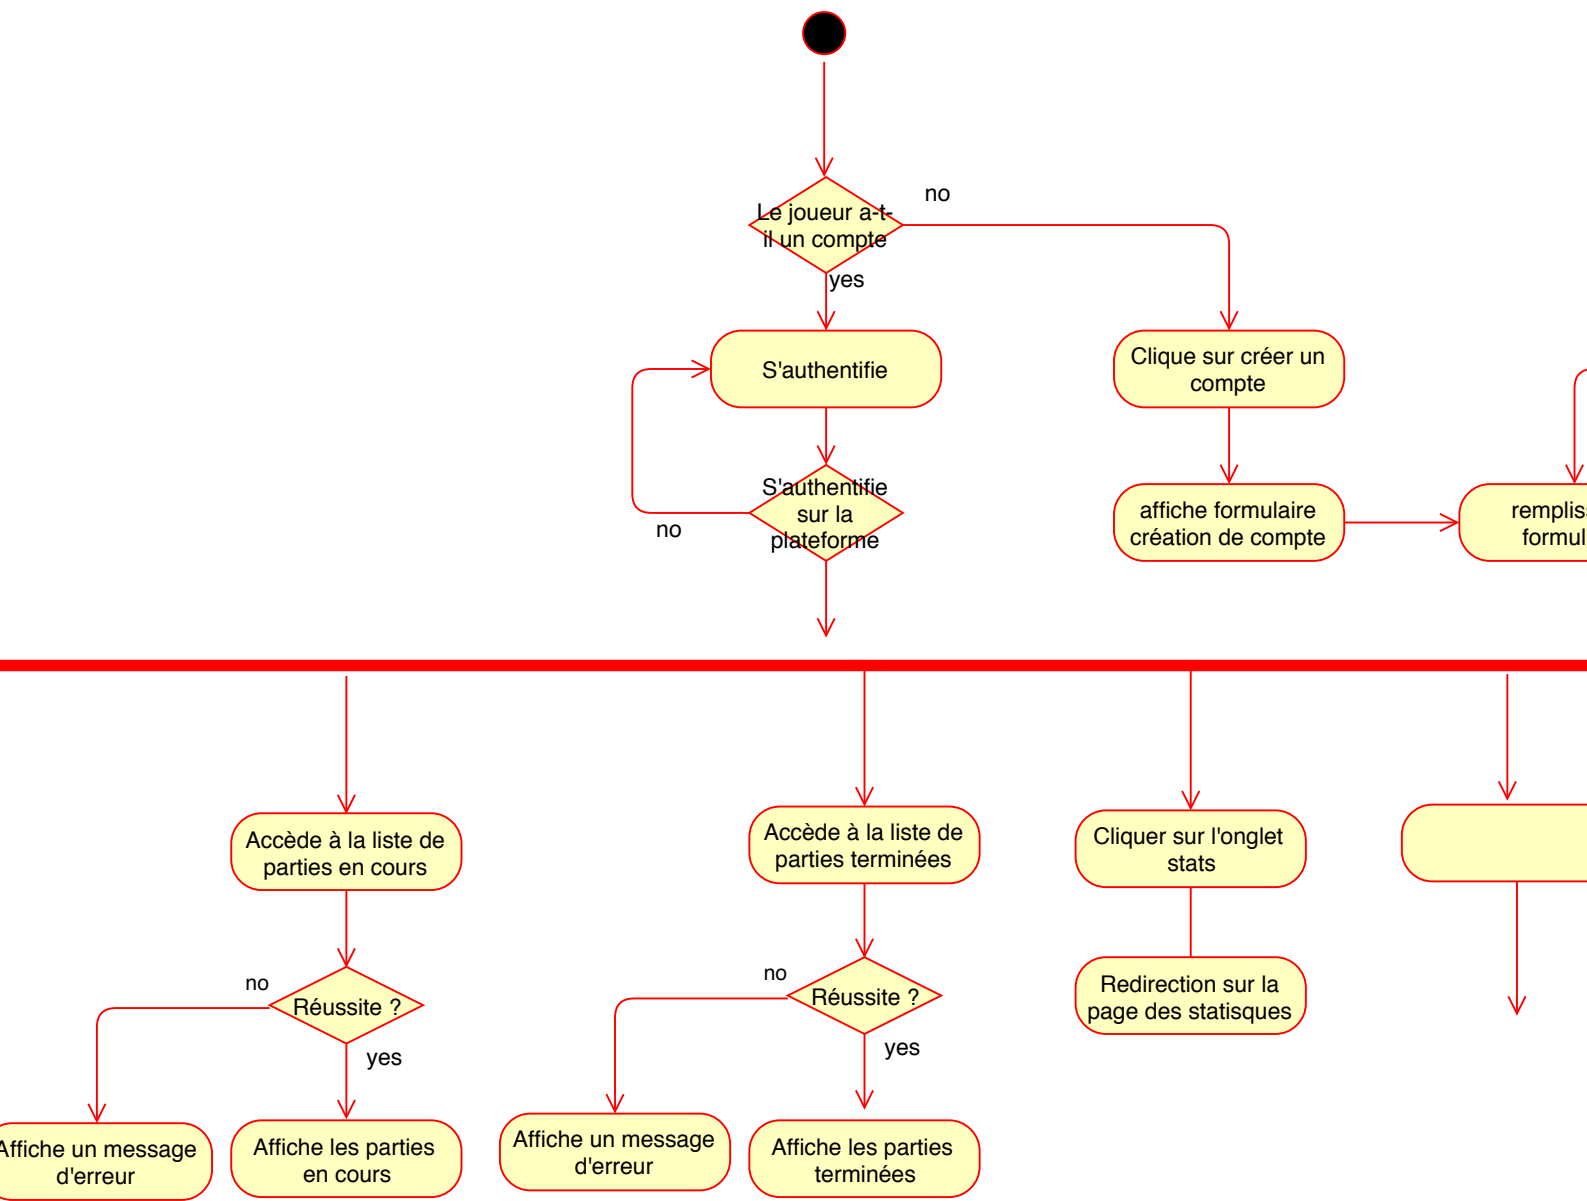 no
Le joueur a-t-
il un compte
yes
S'authentifie
Clique sur créer un
compte
S'authentifie
sur la
plateforme
no
affiche formulaire
création de compte
formul
Accède à la liste de
parties en cours
Accède à la liste de
parties terminées
Cliquer sur l'onglet
stats
no
Réussite ?
yes
no
Réussite ?
yes
Redirection sur la
page des statisques
Affiche un message
d'erreur
Affiche les parties
en cours
Affiche un message
d'erreur
Affiche les parties
terminées